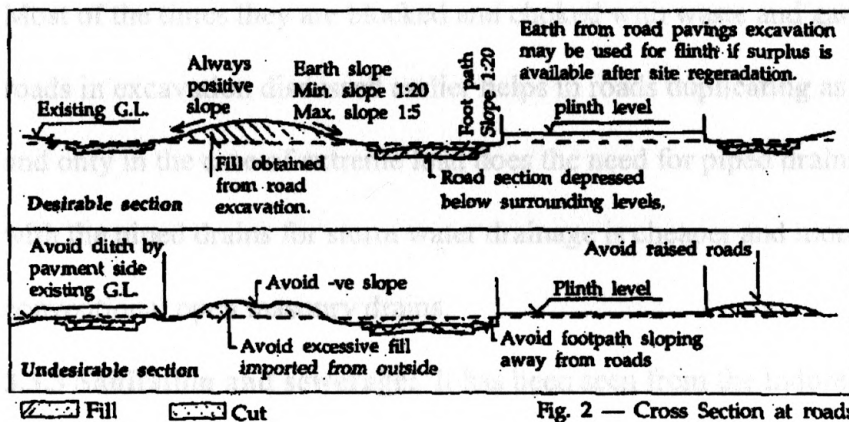 Earth from road pavings excavation
may be used for flinth if surplus is
available after site regeradation.
Always
positive
slope
Earth slope
Min. slope 1:20
Max. slope 1:5
Foot path
Slope 1:20
Existing G.L.
plinth level
Fill obtained
from road
excavation.
Road section depressed
below surrounding levels,
Desirable section
Avoid ditch by
pavment side
existing G.L.
Avoid -ve slope
Plinth level
Avoid raised roads
Avoid excessive fill
imported from outside
Avoid footpath sloping
away from roads
Undesirable section
Fill
Cut
Fig. 2 — Cross Section at roads